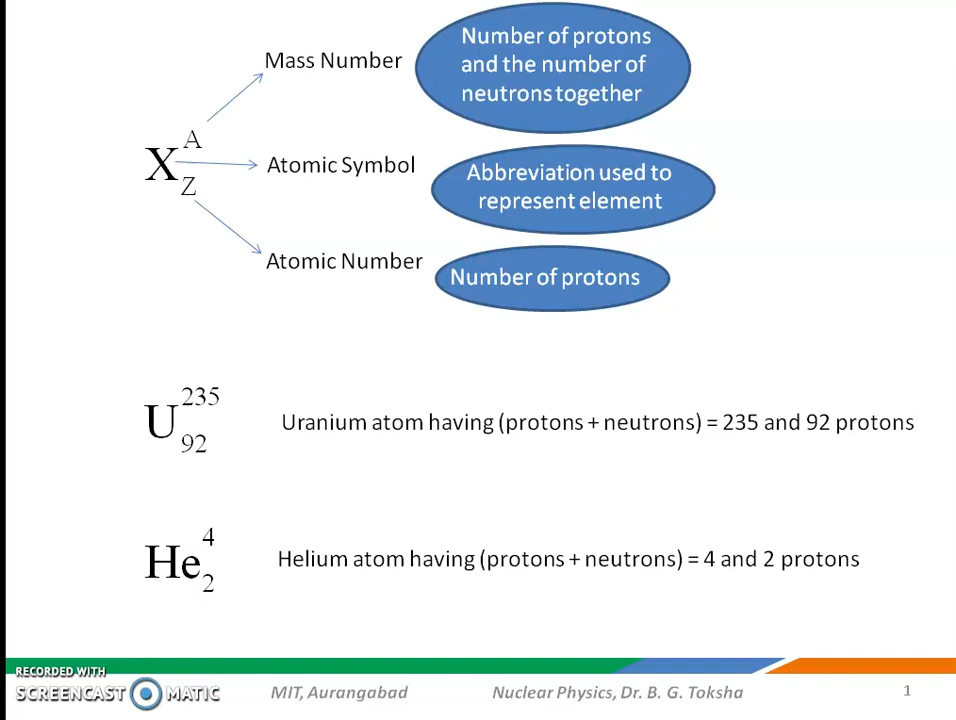 Mass Number
Number of protons
and the number of
neutrons together
X A Z
Atomic Symbol
Abbreviation used to
represent element
Atomic Number
Number of protons
U 235 92
Uranium atom having (protons + neutrons) = 235 and 92 protons
He 4 2
Helium atom having (protons + neutrons) = 4 and 2 protons
RECORDED WITH
SCREENCAST MATIC
MIT, Aurangabad
Nuclear Physics, Dr. B. G. Toksha
1